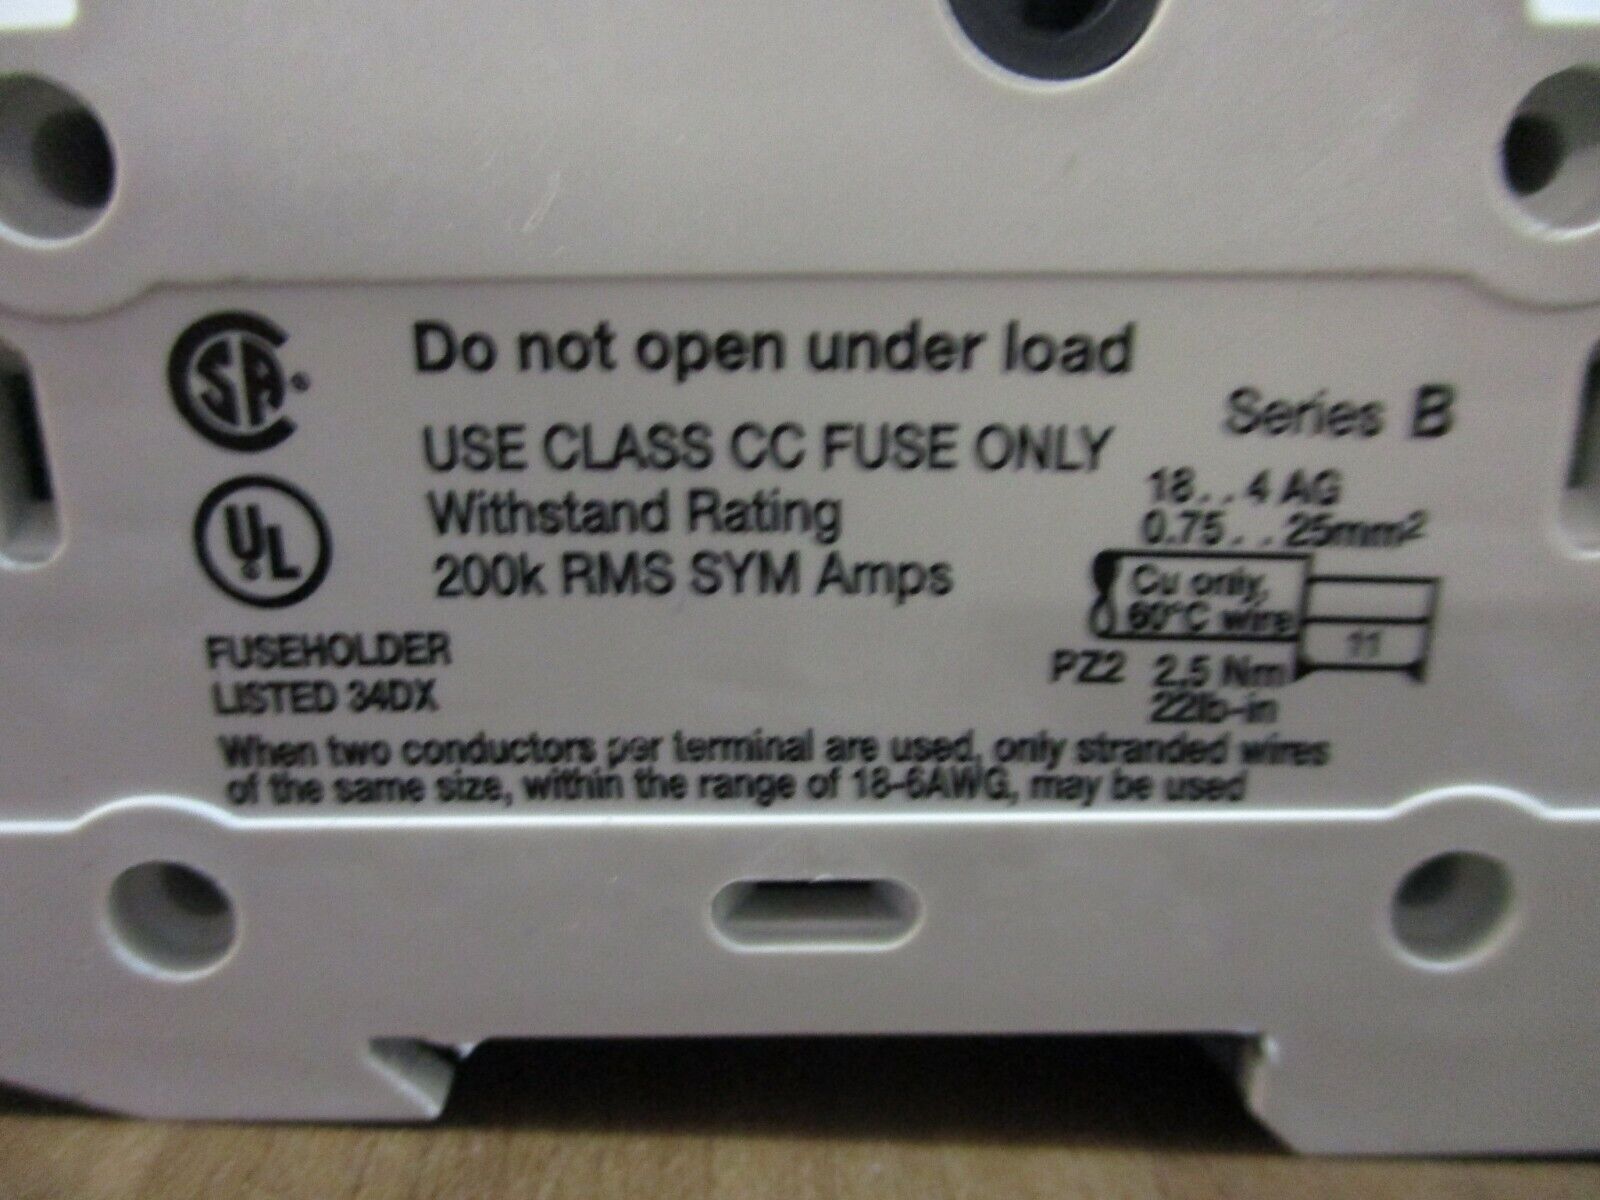 Do not open under load
Series B
USE CLASS CC FUSE ONLY
Withstand Rating
200k RMS SYM Amps
18..4 AG
0.75...25mm²
Cu only,
60°C wire
11
PZ2 2,5 Nm
22lb-in
CSA
UL
FUSEHOLDER
LISTED 34DX
When two conductors per terminal are used, only stranded wires
of the same size, within the range of 18-6AWG, may be used